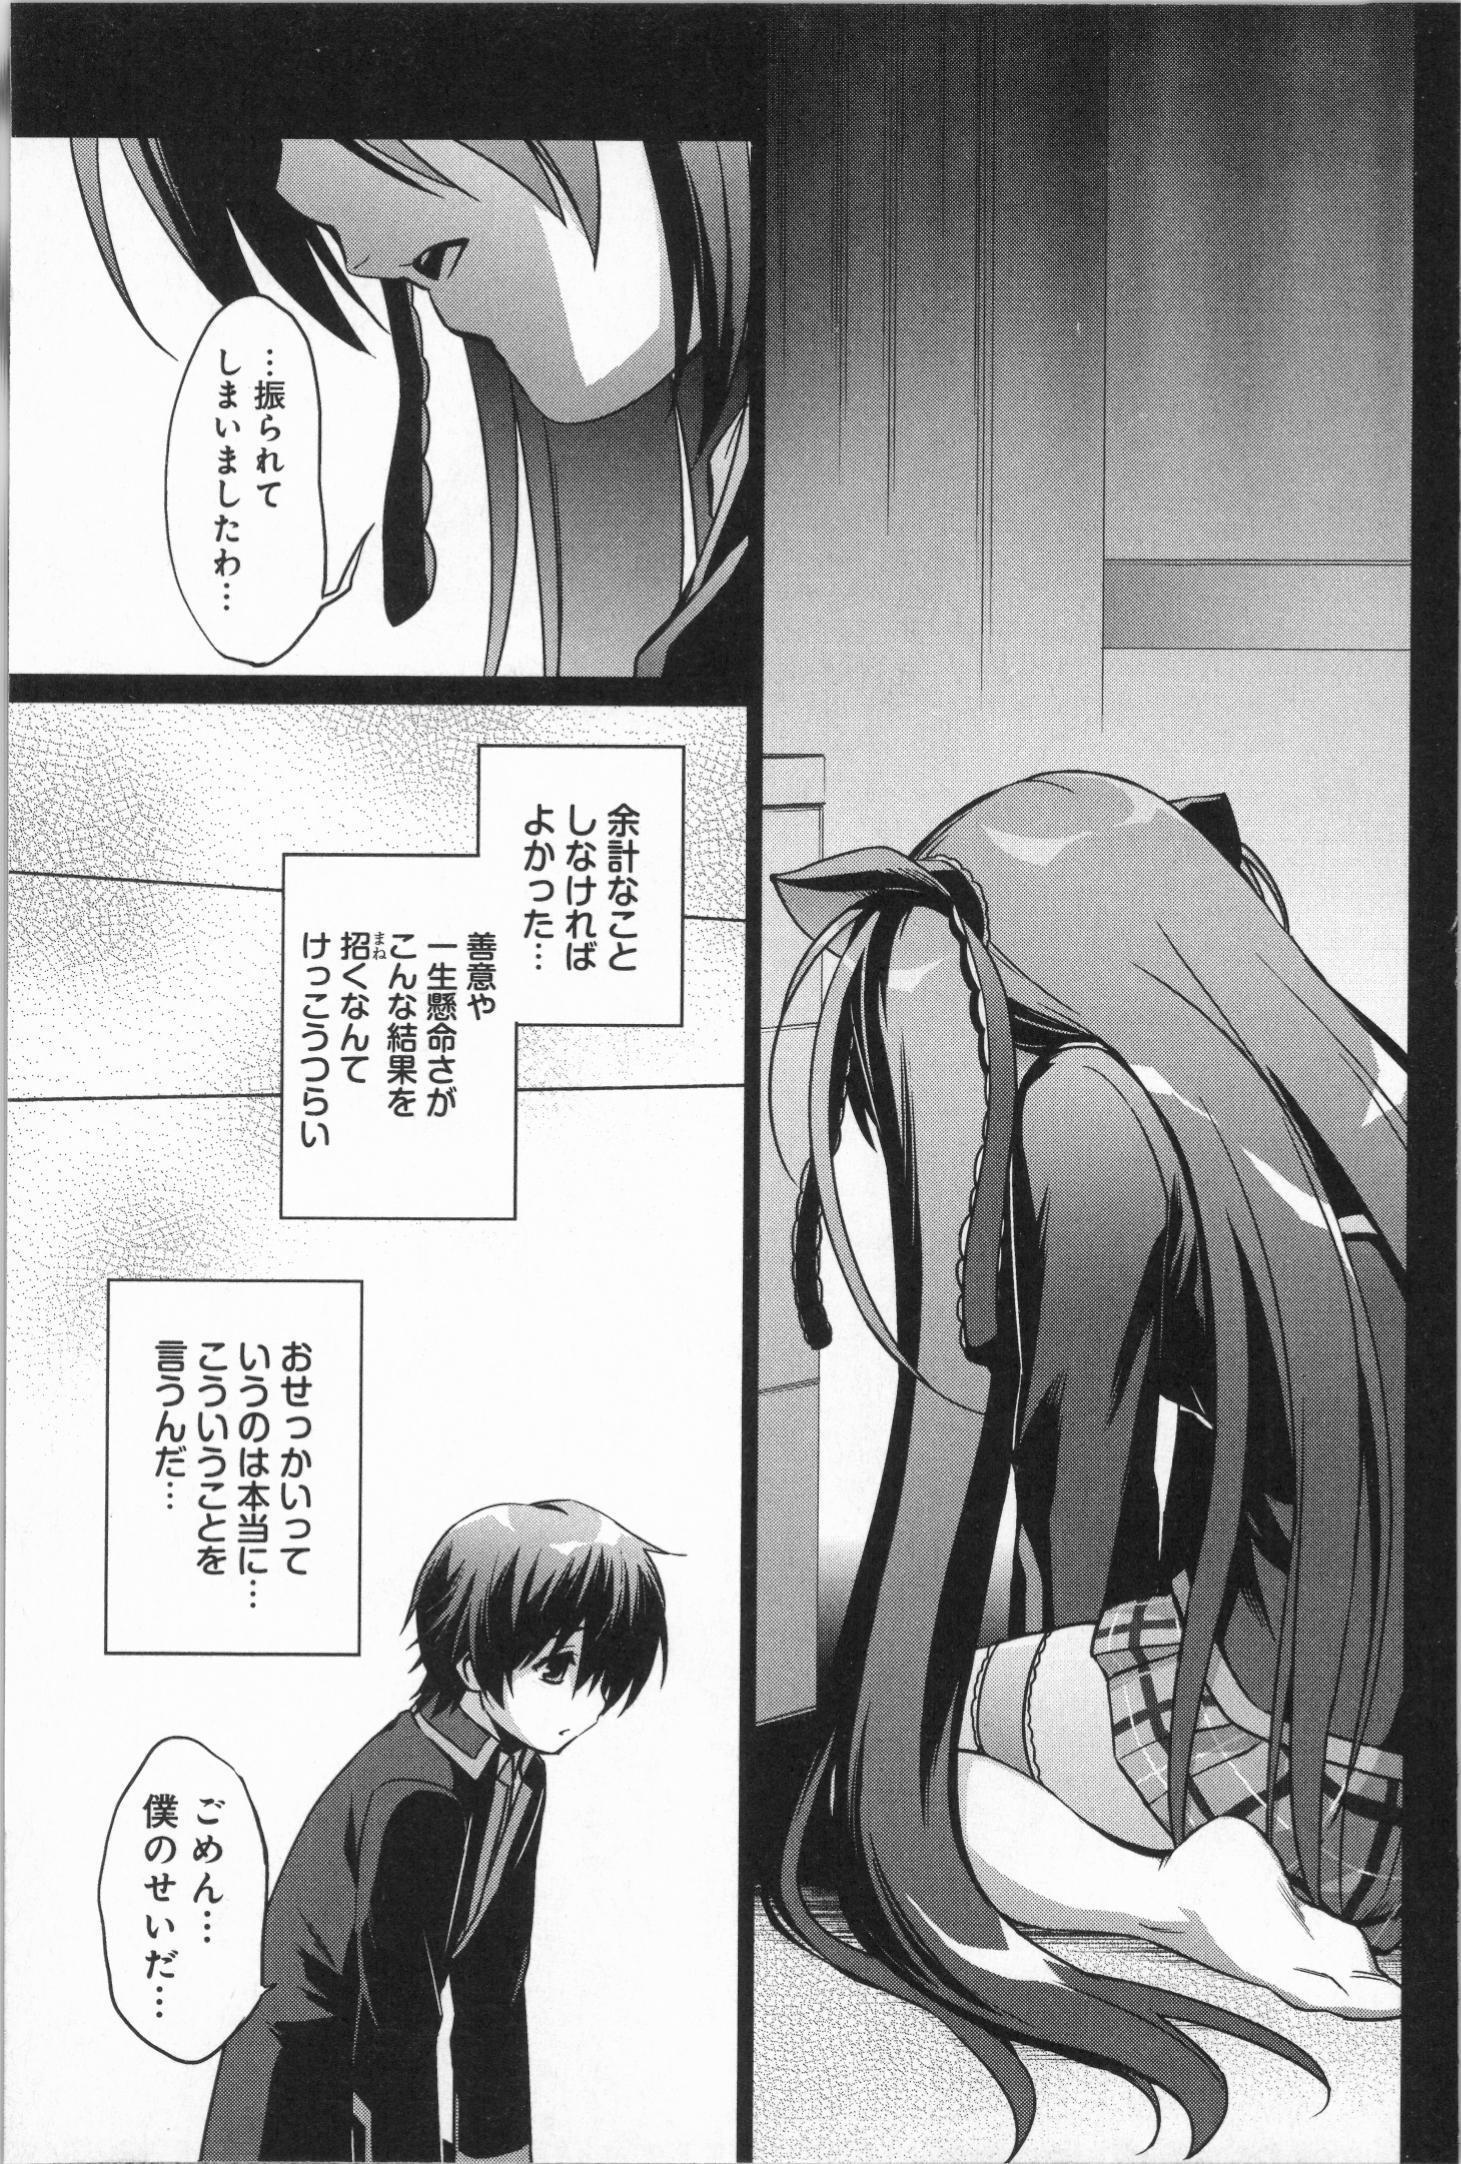 …振られて
しまいましたわ…
余計なこと
しなければ
よかった…
善意や
一生懸命さが
こんな結果を
招くなんて
まね
けっこうつらい
おせっかいって
いうのは本当に…
こういうことを
言うんだ…
ごめん…
僕のせいだ…